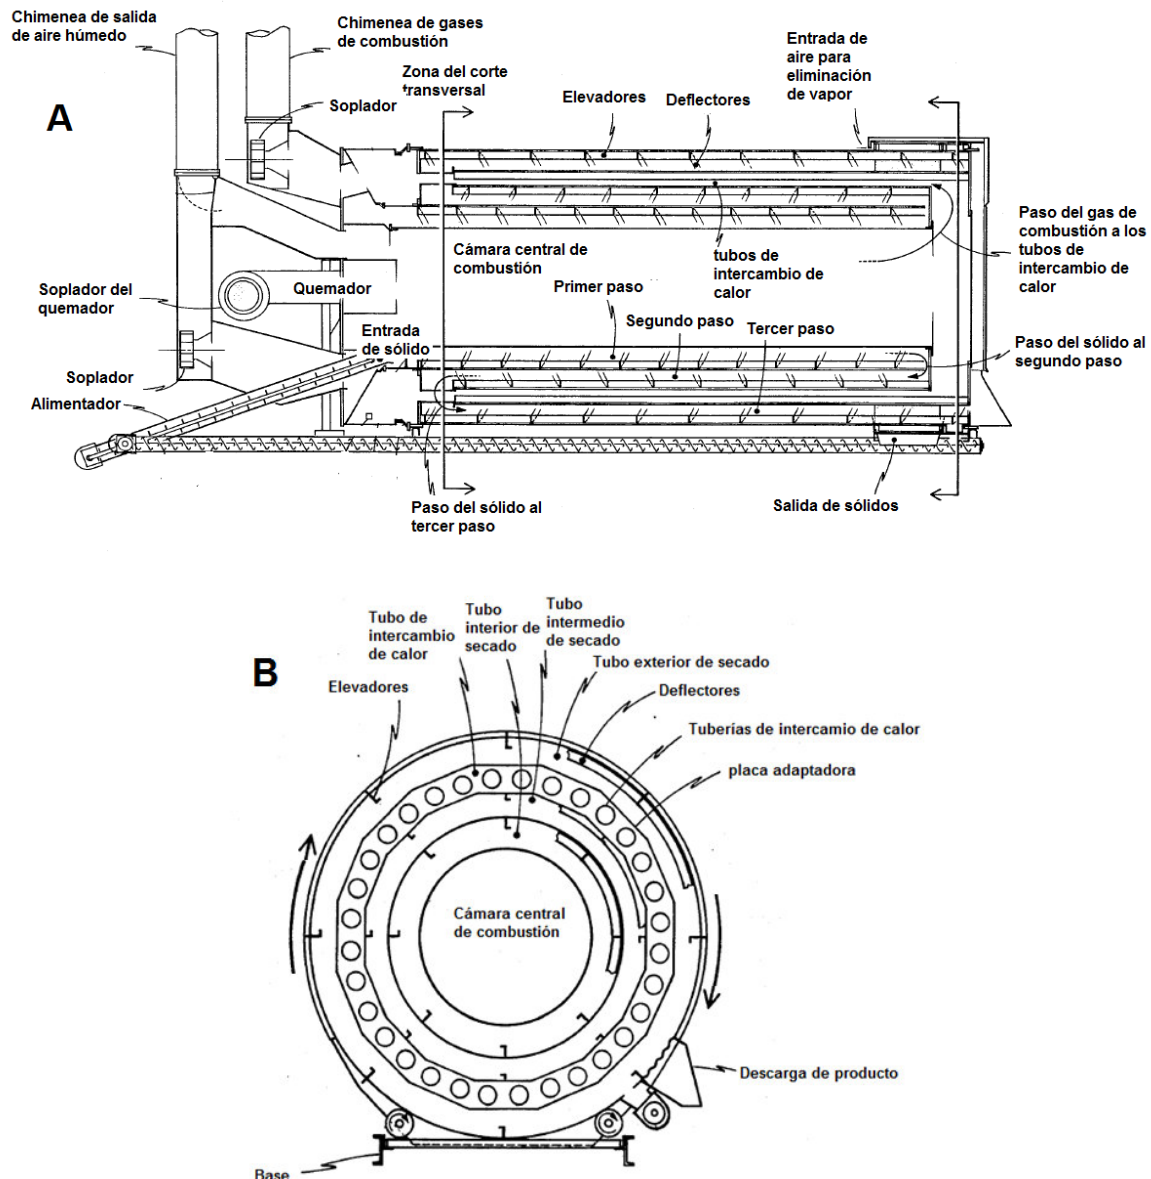 Chimenea de salida
de aire húmedo
Chimenea de gases
de combustión
Entrada de
aire para
eliminación
de vapor
Zona del corte
transversal
Soplador
Elevadores
Deflectores
A
Cámara central de
combustión
tubos de
intercambio de
calor
Paso del gas de
combustión a los
tubos de
intercambio de
calor
Soplador del
quemador
Quemador
Primer paso
Segundo paso
Tercer paso
Entrada
de sólido
Paso del sólido al
segundo paso
Soplador
Alimentador
Paso del sólido al
tercer paso
Salida de sólidos
B
Tubo de
intercambio
de calor
Tubo
interior de
secado
Tubo
intermedio
de secado
Tubo exterior de secado
Elevadores
Deflectores
Tuberías de intercamio de calor
placa adaptadora
Cámara central
de combustión
Descarga de producto
Base